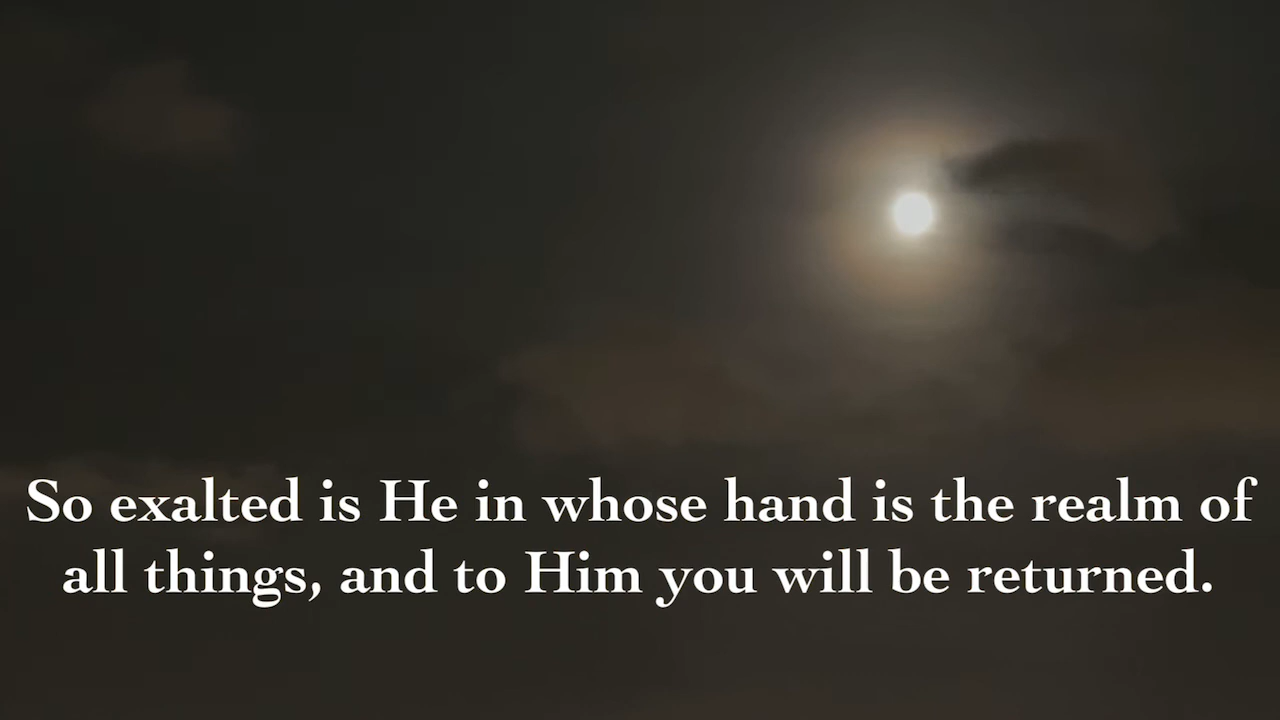 So exalted is He in whose hand is the realm of
all things, and to Him you will be returned.